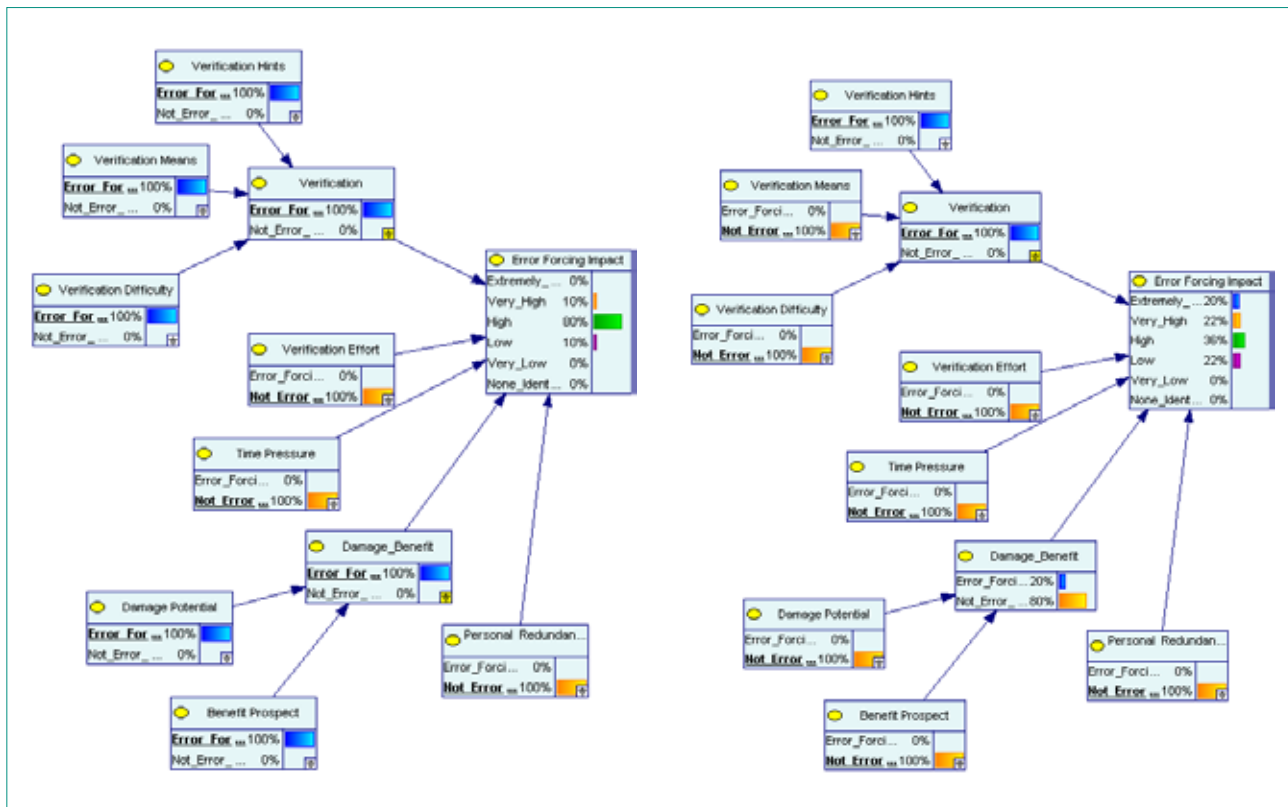 Verification Hints
Error_For ... 100%
Not_Error_ ... 0%
Verification Means
Error_For ... 100%
Not_Error_ ... 0%
Verification
Error_For ... 100%
Not_Error_ ... 0%
Verification Difficulty
Error_For ... 100%
Not_Error_ ... 0%
Error Forcing Impact
Extremely_ ... 0%
Very_High 10%
High 80%
Low 10%
Very_Low 0%
None_Ident... 0%
Verification Effort
Error_Forci... 0%
Not_Error ... 100%
Time Pressure
Error_Forci... 0%
Not_Error ... 100%
Damage_Benefit
Error_For ... 100%
Not_Error_ ... 0%
Damage Potential
Error_For ... 100%
Not_Error_ ... 0%
Personal Redundan...
Error_Forci... 0%
Not_Error ... 100%
Benefit Prospect
Error_For ... 100%
Not_Error_ ... 0%
Verification Hints
Error_For ... 100%
Not_Error_ ... 0%
Verification Means
Error_Forci... 0%
Not_Error ... 100%
Verification
Error_For ... 100%
Not_Error_ ... 0%
Verification Difficulty
Error_Forci... 0%
Not_Error ... 100%
Error Forcing Impact
Extremely_ ... 20%
Very_High 22%
High 36%
Low 22%
Very_Low 0%
None_Ident... 0%
Verification Effort
Error_Forci... 0%
Not_Error ... 100%
Time Pressure
Error_Forci... 0%
Not_Error ... 100%
Damage_Benefit
Error_Forci... 20%
Not_Error_ ... 80%
Damage Potential
Error_Forci... 0%
Not_Error ... 100%
Personal Redundan...
Error_Forci... 0%
Not_Error ... 100%
Benefit Prospect
Error_Forci... 0%
Not_Error ... 100%